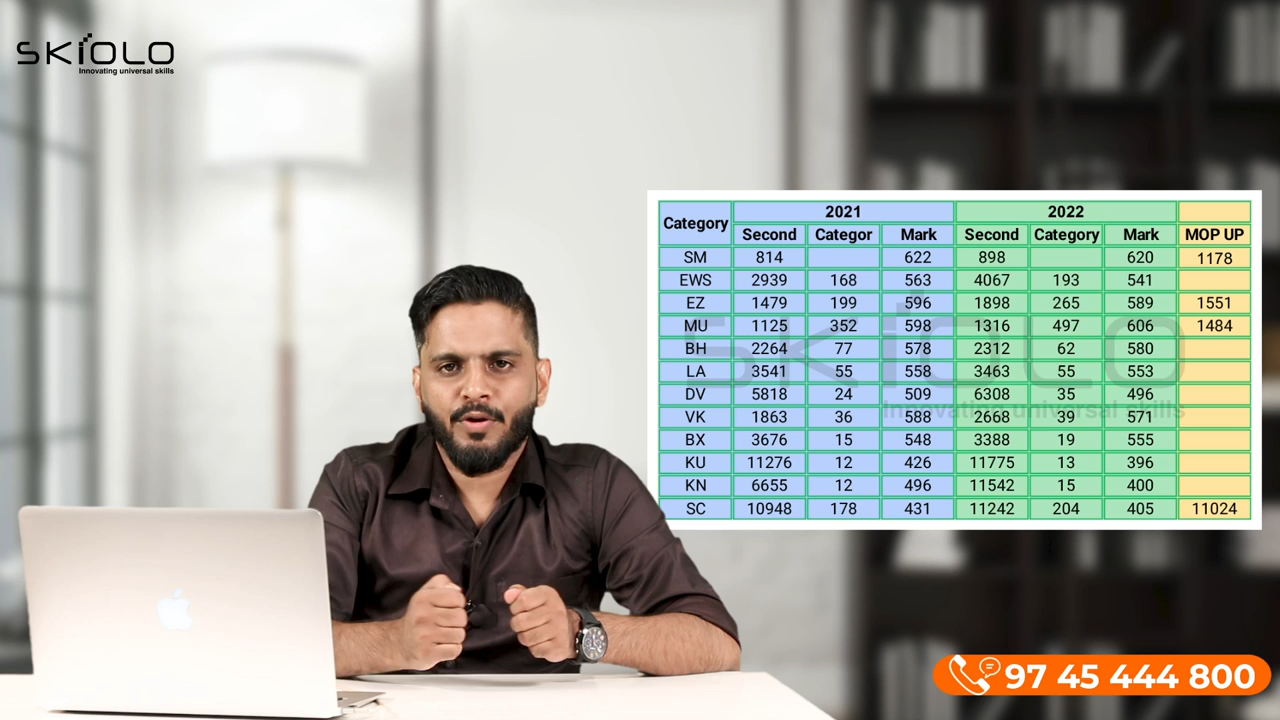 SKIOLO
Innovating universal skills
Category 2021 2022
Second Categor Mark Second Category Mark MOP UP
SM 814 622 898 620 1178
EWS 2939 168 563 4067 193 541
EZ 1479 199 596 1898 265 589 1551
MU 1125 352 598 1316 497 606 1484
BH 2264 77 578 2312 62 580
LA 3541 55 558 3463 55 553
DV 5818 24 509 6308 35 496
VK 1863 36 588 2668 39 571
BX 3676 15 548 3388 19 555
KU 11276 12 426 11775 13 396
KN 6655 12 496 11542 15 400
SC 10948 178 431 11242 204 405 11024
SKIOLO
Innovating universal skills
97 45 444 800